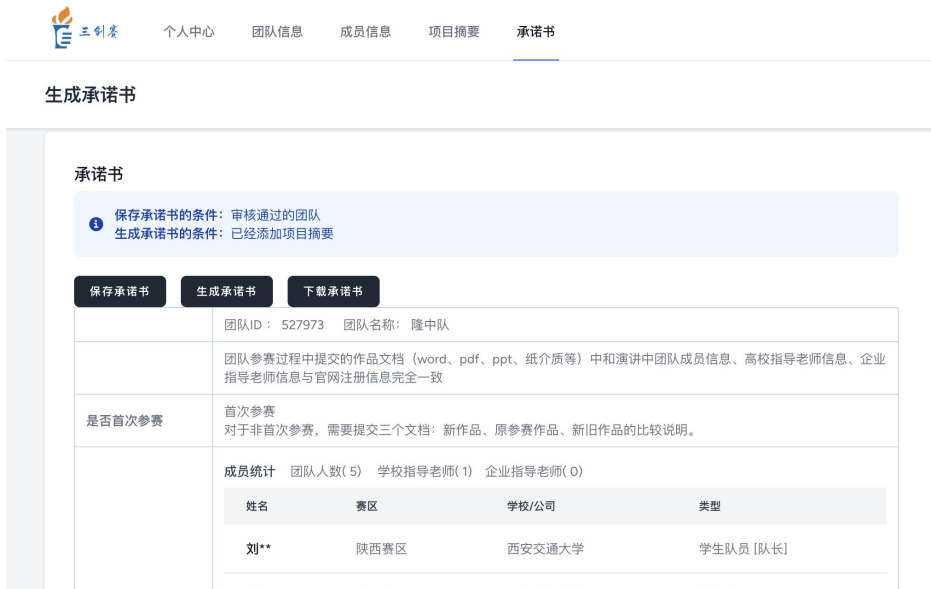 三创赛
个人中心 团队信息 成员信息 项目摘要 承诺书
生成承诺书
承诺书
保存承诺书的条件：审核通过的团队
生成承诺书的条件：已经添加项目摘要
保存承诺书 生成承诺书 下载承诺书
团队ID： 527973 团队名称： 隆中队
团队参赛过程中提交的作品文档（word、pdf、ppt、纸介质等）中和演讲中团队成员信息、高校指导老师信息、企业
指导老师信息与官网注册信息完全一致
是否首次参赛
首次参赛
对于非首次参赛，需要提交三个文档：新作品、原参赛作品、新旧作品的比较说明。
成员统计 团队人数( 5) 学校指导老师( 1) 企业指导老师( 0)
姓名 赛区 学校/公司 类型
刘** 陕西赛区 西安交通大学 学生队员 [队长]